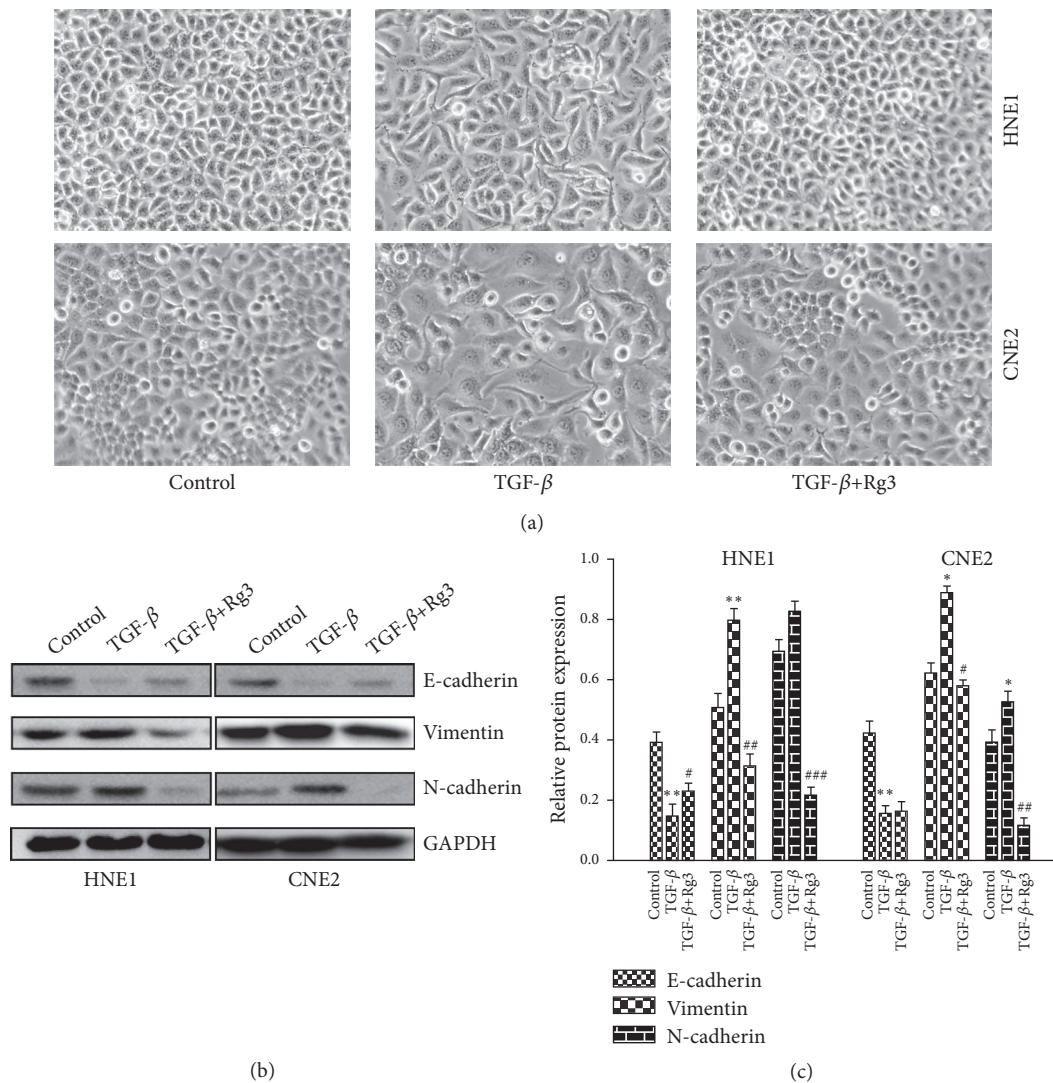 HNE1
CNE2
Control
TGF-β
TGF-β+Rg3
(a)
Control
TGF-β
TGF-β+Rg3
Control
TGF-β
TGF-β+Rg3
E-cadherin
Vimentin
N-cadherin
GAPDH
HNE1
CNE2
(b)
HNE1
CNE2
Relative protein expression
1.0
0.8
0.6
0.4
0.2
0.0
**
#
**
##
###
**
*
#
*
##
Control
TGF-β
TGF-β+Rg3
Control
TGF-β
TGF-β+Rg3
Control
TGF-β
TGF-β+Rg3
Control
TGF-β
TGF-β+Rg3
Control
TGF-β
TGF-β+Rg3
Control
TGF-β
TGF-β+Rg3
E-cadherin
Vimentin
N-cadherin
(c)